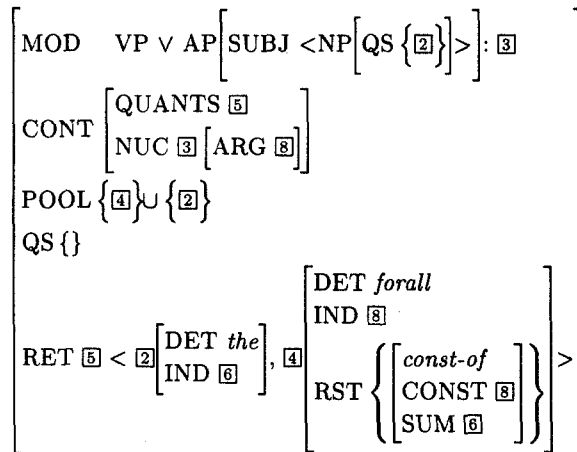 MOD VP ∨ AP[SUBJ <NP[QS {[2]}]>]: [3]
CONT [QUANTS [5]
NUC [3] [ARG [8]]]
POOL {[4]} ∪ {[2]}
QS {}
RET [5] < [2][DET the
IND [6]], [4][DET forall
IND [8]
RST {[const-of
CONST [8]
SUM [6]]}] >